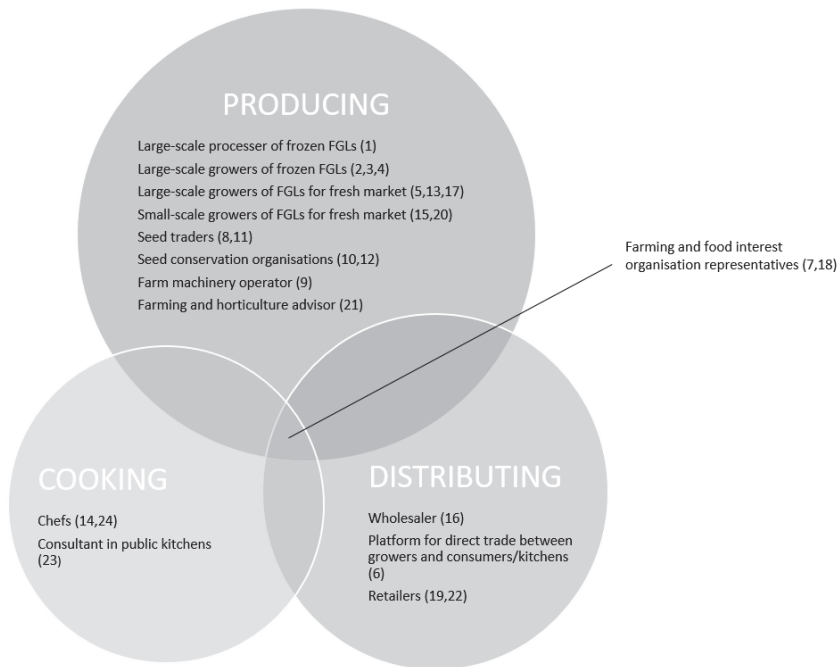 PRODUCING
Large-scale processer of frozen FGLs (1)
Large-scale growers of frozen FGLs (2,3,4)
Large-scale growers of FGLs for fresh market (5,13,17)
Small-scale growers of FGLs for fresh market (15,20)
Seed traders (8,11)
Seed conservation organisations (10,12)
Farm machinery operator (9)
Farming and horticulture advisor (21)
Farming and food interest
organisation representatives (7,18)
COOKING
Chefs (14,24)
Consultant in public kitchens
(23)
DISTRIBUTING
Wholesaler (16)
Platform for direct trade between
growers and consumers/kitchens
(6)
Retailers (19,22)